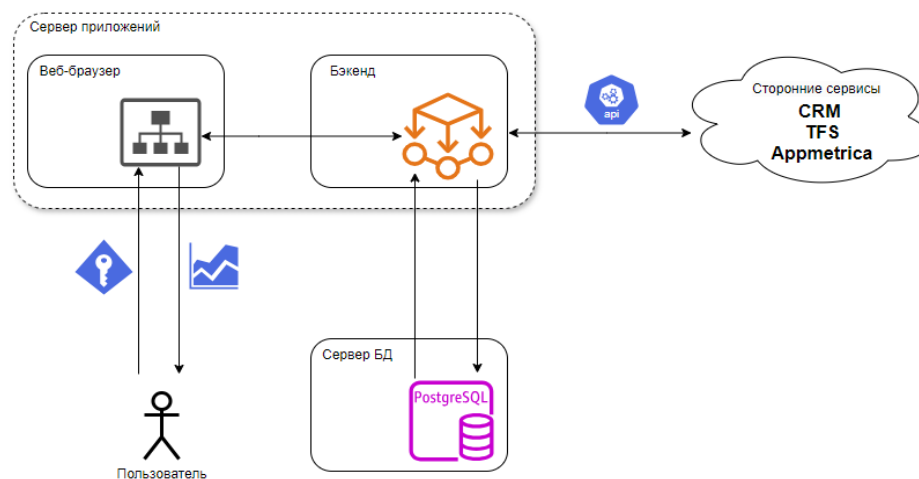 Сервер приложений
Веб-браузер
Бэкенд
api
Сторонние сервисы
CRM
TFS
Appmetrica
Сервер БД
PostgreSQL
Пользователь